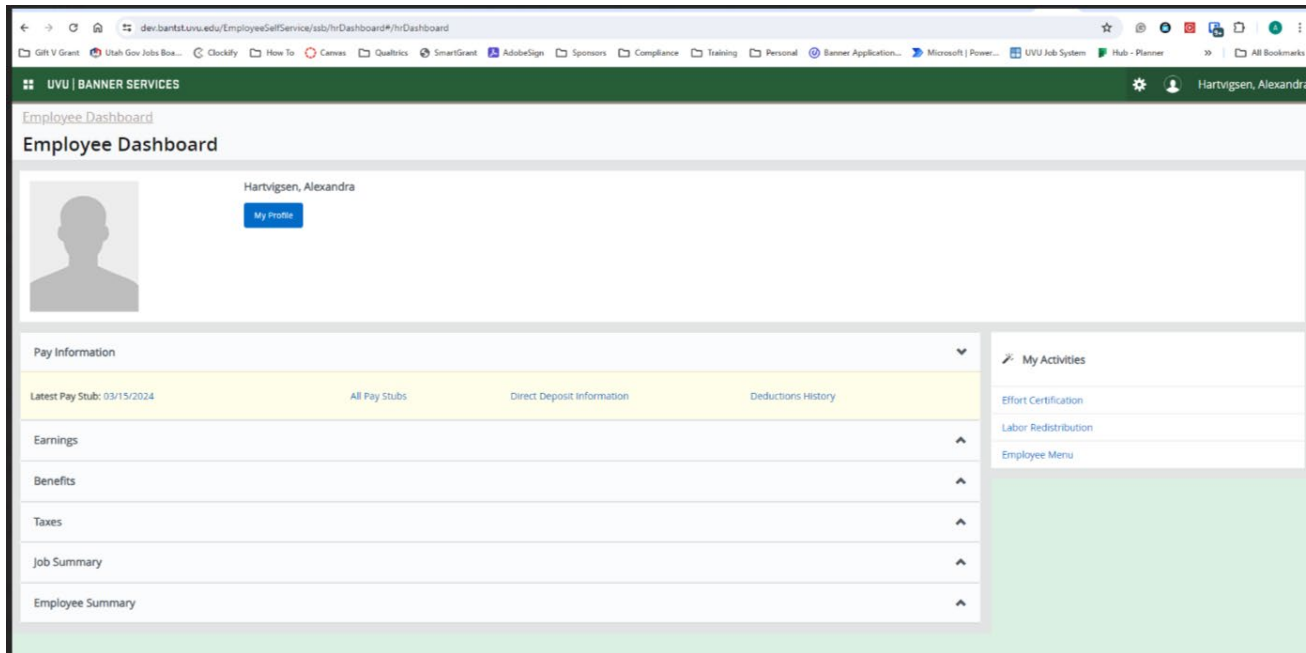 dev.bantst.uvu.edu/EmployeeSelfService/ssb/hrDashboard#/hrDashboard
Gift V Grant Utah Gov Jobs Boa... Clockify How To Canvas Qualtrics SmartGrant AdobeSign Sponsors Compliance Training Personal Banner Application... Microsoft | Power... UVU Job System Hub - Planner » All Bookmarks
UVU | BANNER SERVICES Hartvigsen, Alexandra
Employee Dashboard
Employee Dashboard
Hartvigsen, Alexandra
My Profile
Pay Information
Latest Pay Stub: 03/15/2024 All Pay Stubs Direct Deposit Information Deductions History
Earnings
Benefits
Taxes
Job Summary
Employee Summary
My Activities
Effort Certification
Labor Redistribution
Employee Menu